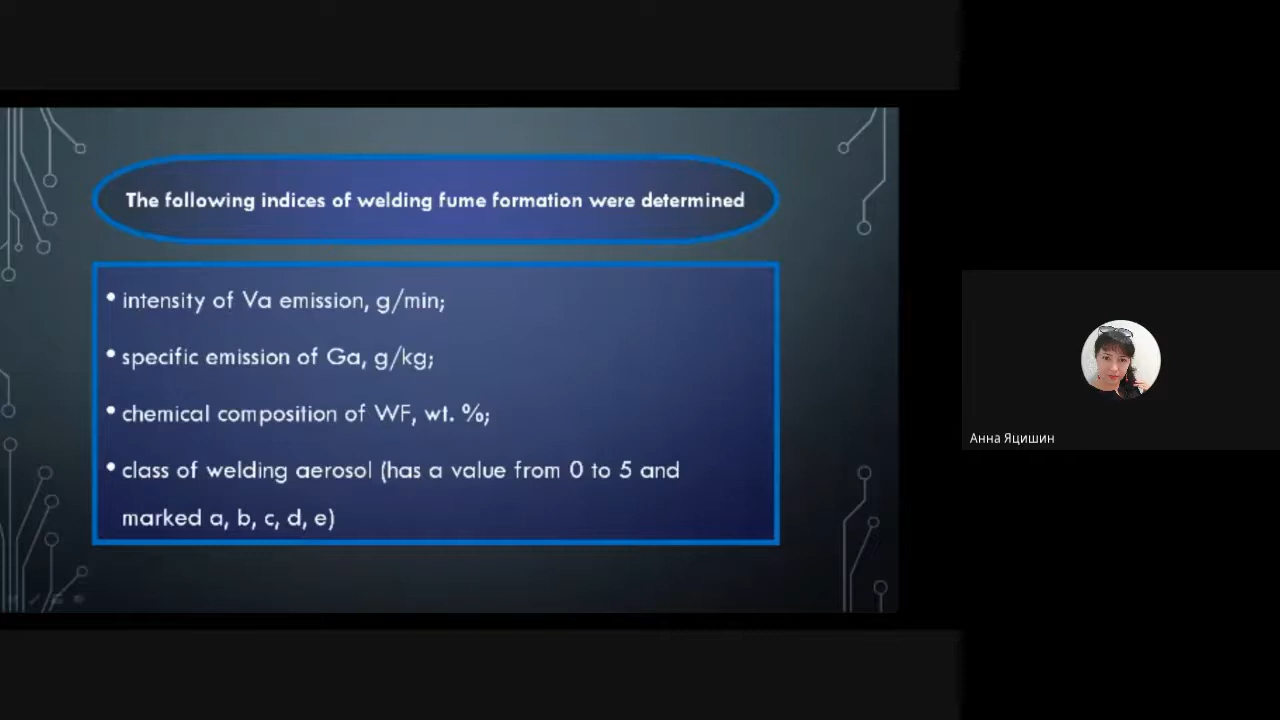 The following indices of welding fume formation were determined
• intensity of Va emission, g/min;
• specific emission of Ga, g/kg;
• chemical composition of WF, wt. %;
• class of welding aerosol (has a value from 0 to 5 and
marked a, b, c, d, e)
Анна Яцишин